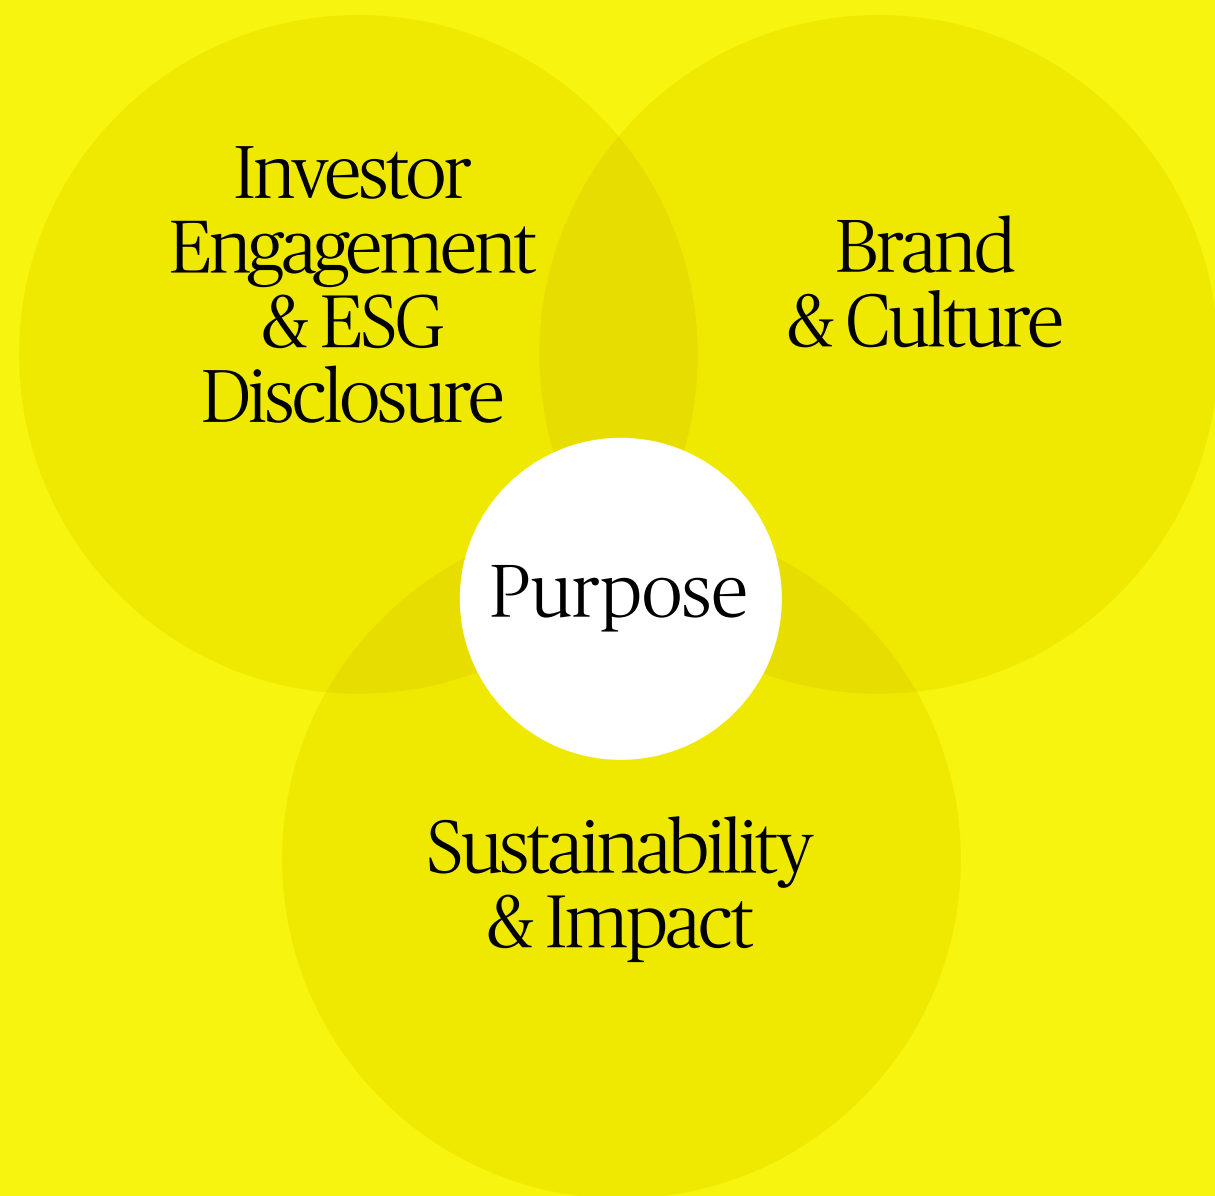 Investor
Engagement
& ESG
Disclosure
Brand
& Culture
Purpose
Sustainability
& Impact